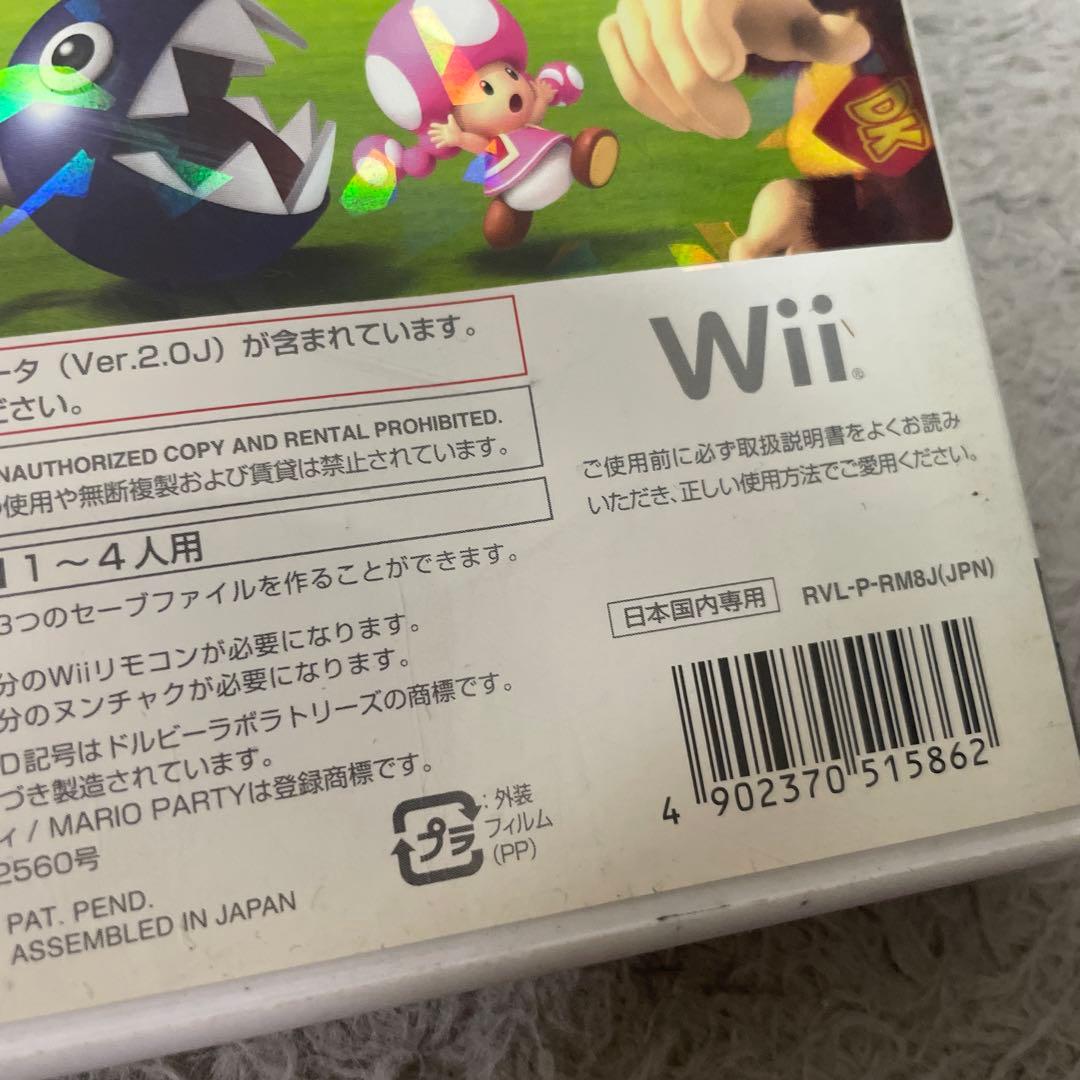 DK
ータ（Ver.2.0J）が含まれています。
ださい。
NAUTHORIZED COPY AND RENTAL PROHIBITED.
の使用や無断複製および賃貸は禁止されています。
1～4人用
3つのセーブファイルを作ることができます。
分のWiiリモコンが必要になります。
分のヌンチャクが必要になります。
D記号はドルビーラボラトリーズの商標です。
づき製造されています。
ィ / MARIO PARTYは登録商標です。
2560号
PAT. PEND.
ASSEMBLED IN JAPAN
プラ
：外装
フィルム
(PP)
Wii®
ご使用前に必ず取扱説明書をよくお読み
いただき、正しい使用方法でご愛用ください。
日本国内専用 RVL-P-RM8J(JPN)
4 902370 515862